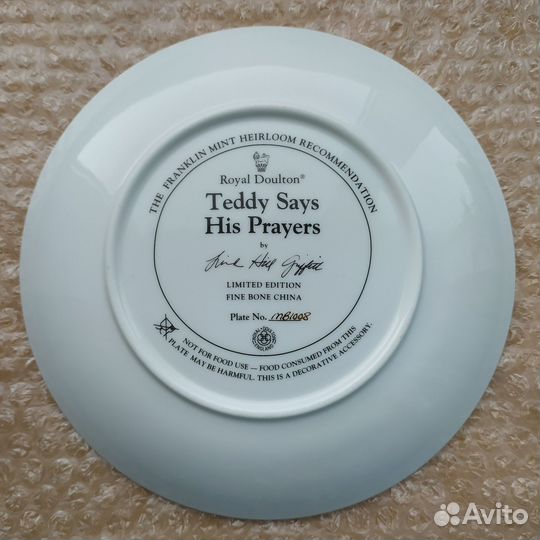 THE FRANKLIN MINT HEIRLOOM RECOMMENDATION
Royal Doulton®
Teddy Says
His Prayers
by
LIMITED EDITION
FINE BONE CHINA
Plate No. MB1008
NOT FOR FOOD USE — FOOD CONSUMED FROM THIS
PLATE MAY BE HARMFUL. THIS IS A DECORATIVE ACCESSORY.
Avito